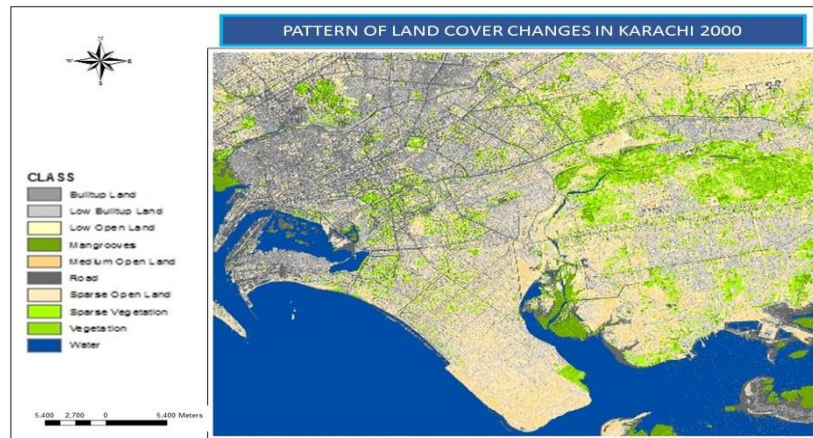 PATTERN OF LAND COVER CHANGES IN KARACHI 2000
N
W E
S
CLASS
Builtup Land
Low Builtup Land
Low Open Land
Mangrooves
Medium Open Land
Road
Sparse Open Land
Sparse Vegetation
Vegetation
Water
5,400 2,700 0 5,400 Meters